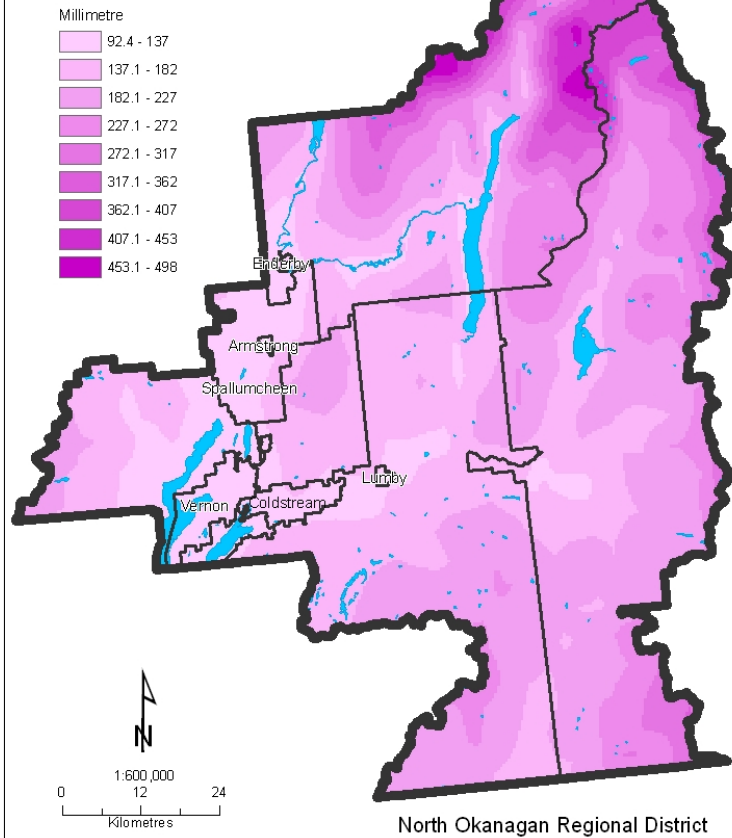 Millimetre
92.4 - 137
137.1 - 182
182.1 - 227
227.1 - 272
272.1 - 317
317.1 - 362
362.1 - 407
407.1 - 453
453.1 - 498
Enderby
Armstrong
Spallumcheen
Lumby
Vernon
Coldstream
N
1:600,000
0 12 24
Kilometres
North Okanagan Regional District